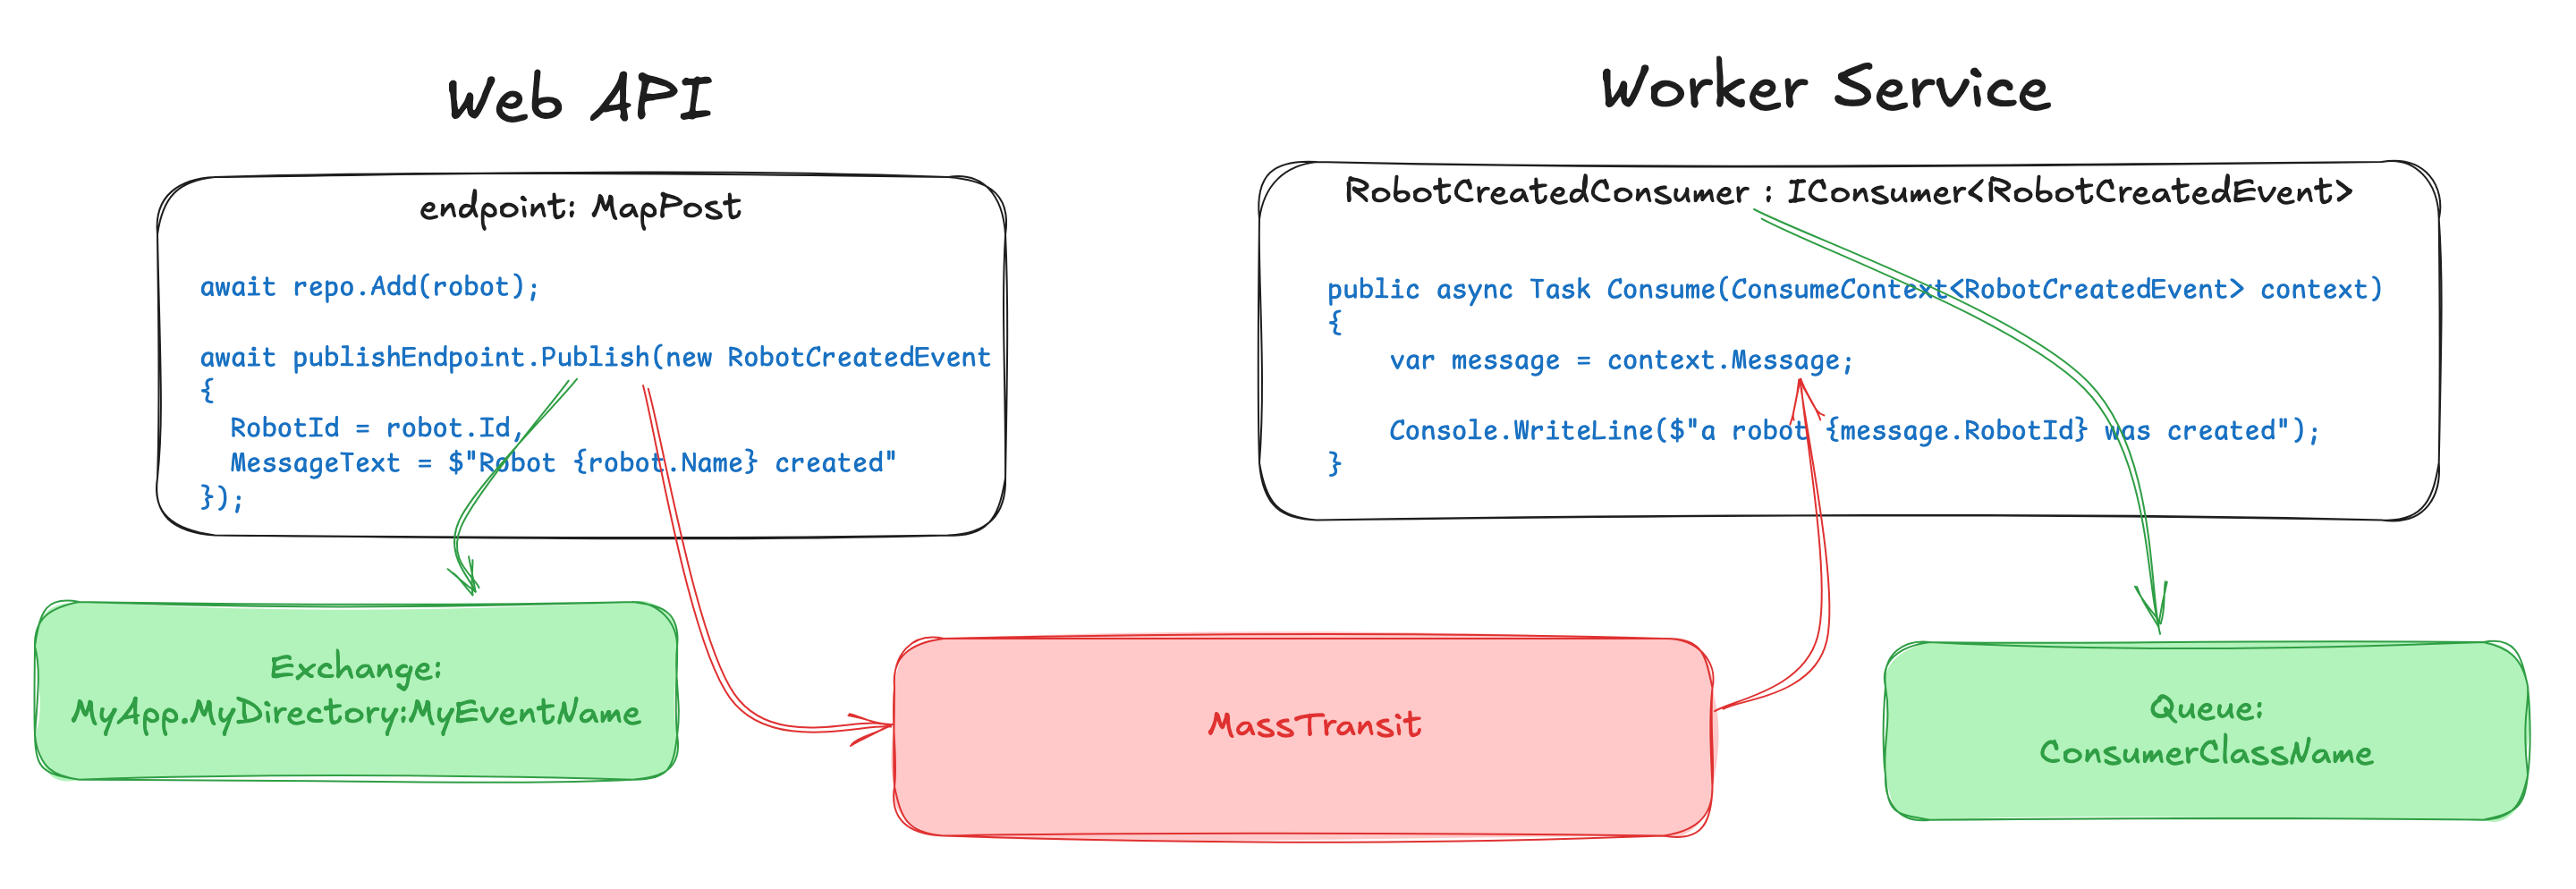 Web API
endpoint: MapPost
await repo.Add(robot);
await publishEndpoint.Publish(new RobotCreatedEvent
{
RobotId = robot.Id,
MessageText = $"Robot {robot.Name} created"
});
Exchange:
MyApp.MyDirectory:MyEventName
MassTransit
Worker Service
RobotCreatedConsumer : IConsumer<RobotCreatedEvent>
public async Task Consume(ConsumeContext<RobotCreatedEvent> context)
{
var message = context.Message;
Console.WriteLine($"a robot {message.RobotId} was created");
}
Queue:
ConsumerClassName